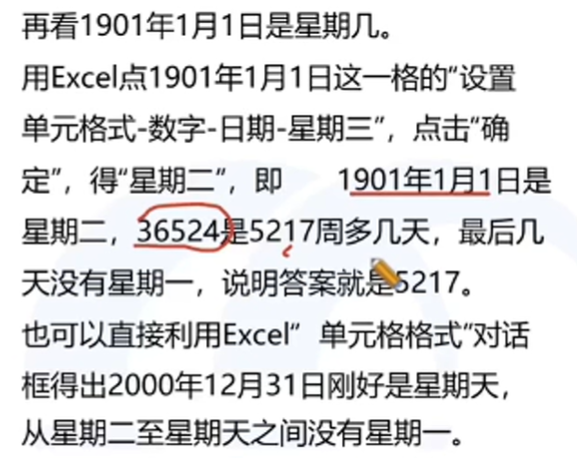 再看1901年1月1日是星期几。
用Excel点1901年1月1日这一格的“设置
单元格式-数字-日期-星期三”，点击“确
定”，得“星期二”，即 1901年1月1日是
星期二，36524是5217周多几天，最后几
天没有星期一，说明答案就是5217。
也可以直接利用Excel” 单元格格式”对话
框得出2000年12月31日刚好是星期天，
从星期二至星期天之间没有星期一。